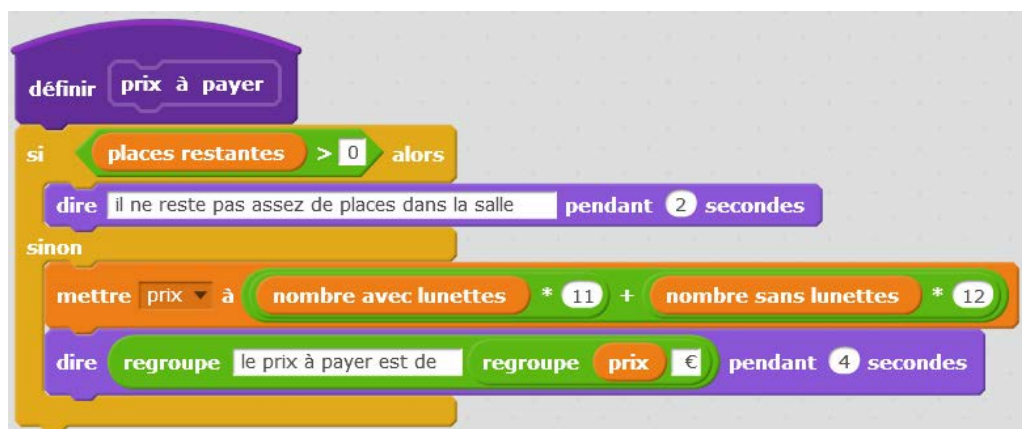 définir prix à payer
si places restantes > 0 alors
dire il ne reste pas assez de places dans la salle pendant 2 secondes
sinon
mettre prix à nombre avec lunettes * 11 + nombre sans lunettes * 12
dire regroupe le prix à payer est de regroupe prix € pendant 4 secondes